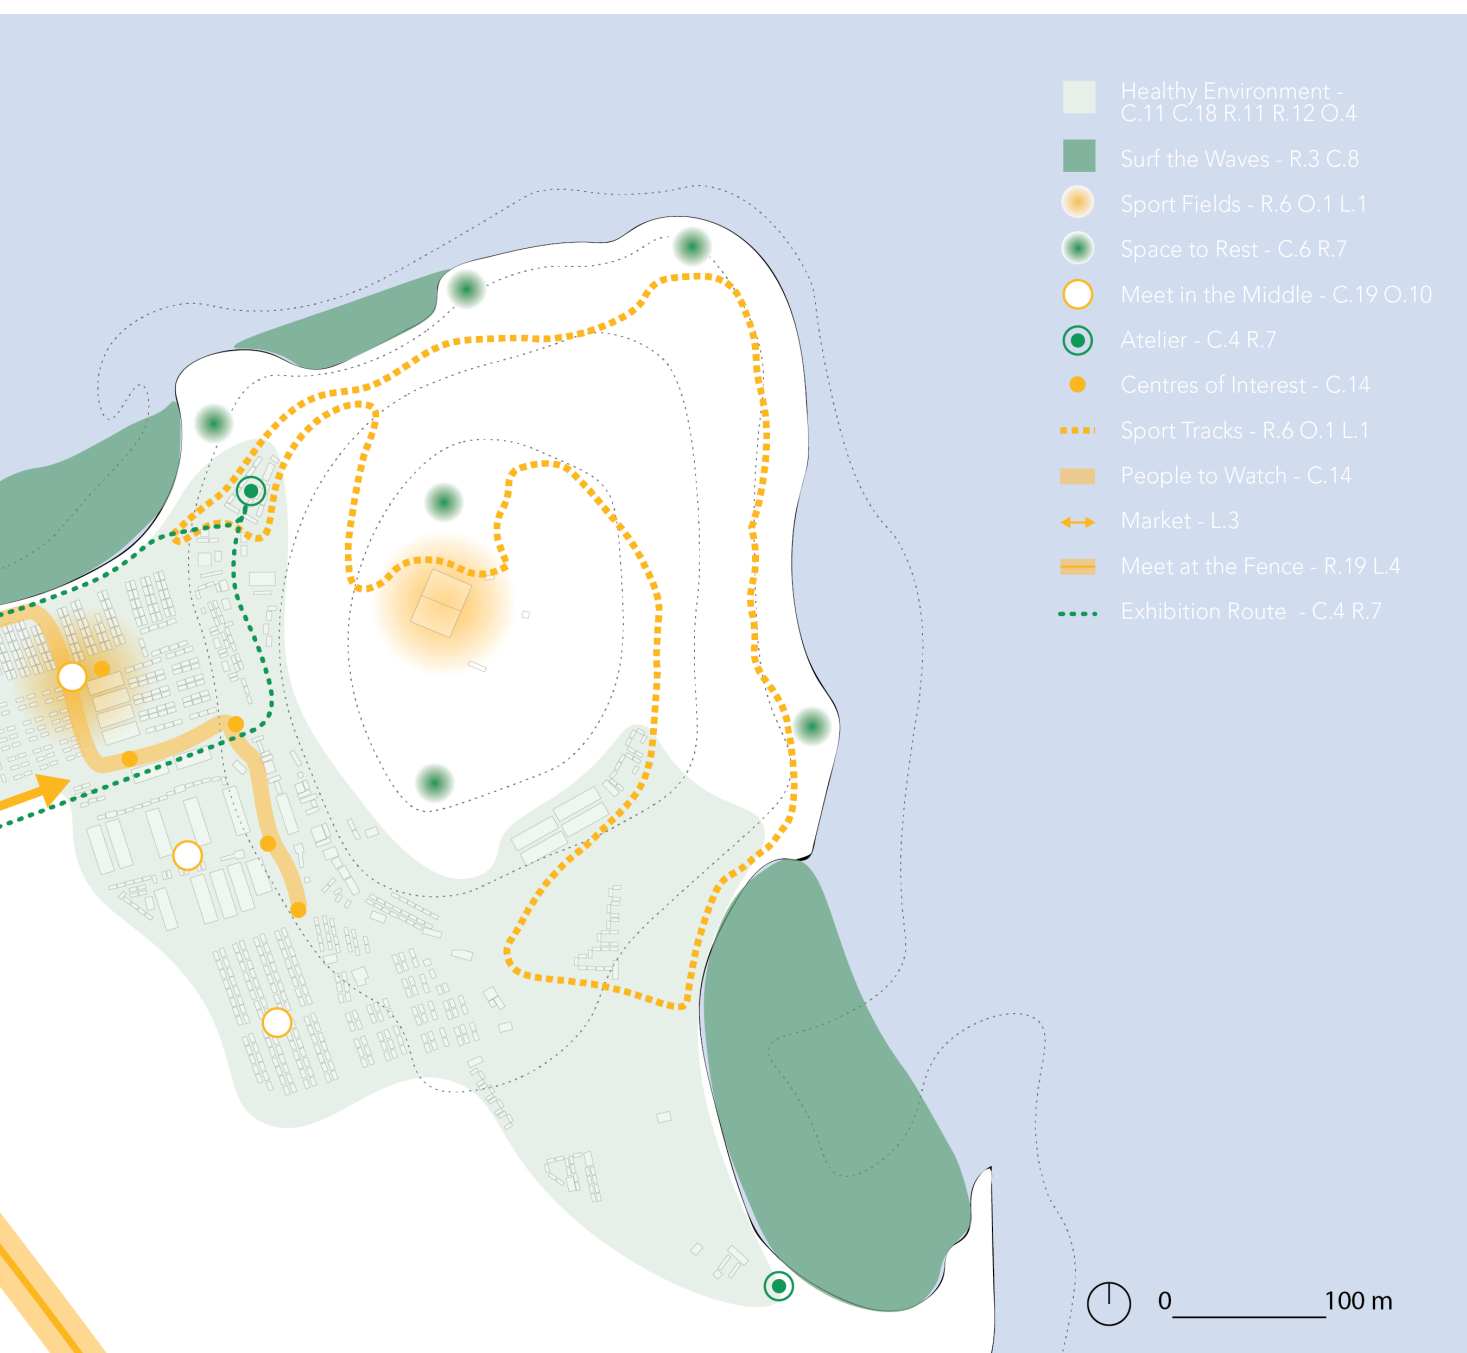 Healthy Environment -
C.11 C.18 R.11 R.12 O.4
Surf the Waves - R.3 C.8
Sport Fields - R.6 O.1 L.1
Space to Rest - C.6 R.7
Meet in the Middle - C.19 O.10
Atelier - C.4 R.7
Centres of Interest - C.14
Sport Tracks - R.6 O.1 L.1
People to Watch - C.14
Market - L.3
Meet at the Fence - R.19 L.4
Exhibition Route - C.4 R.7
0 100 m